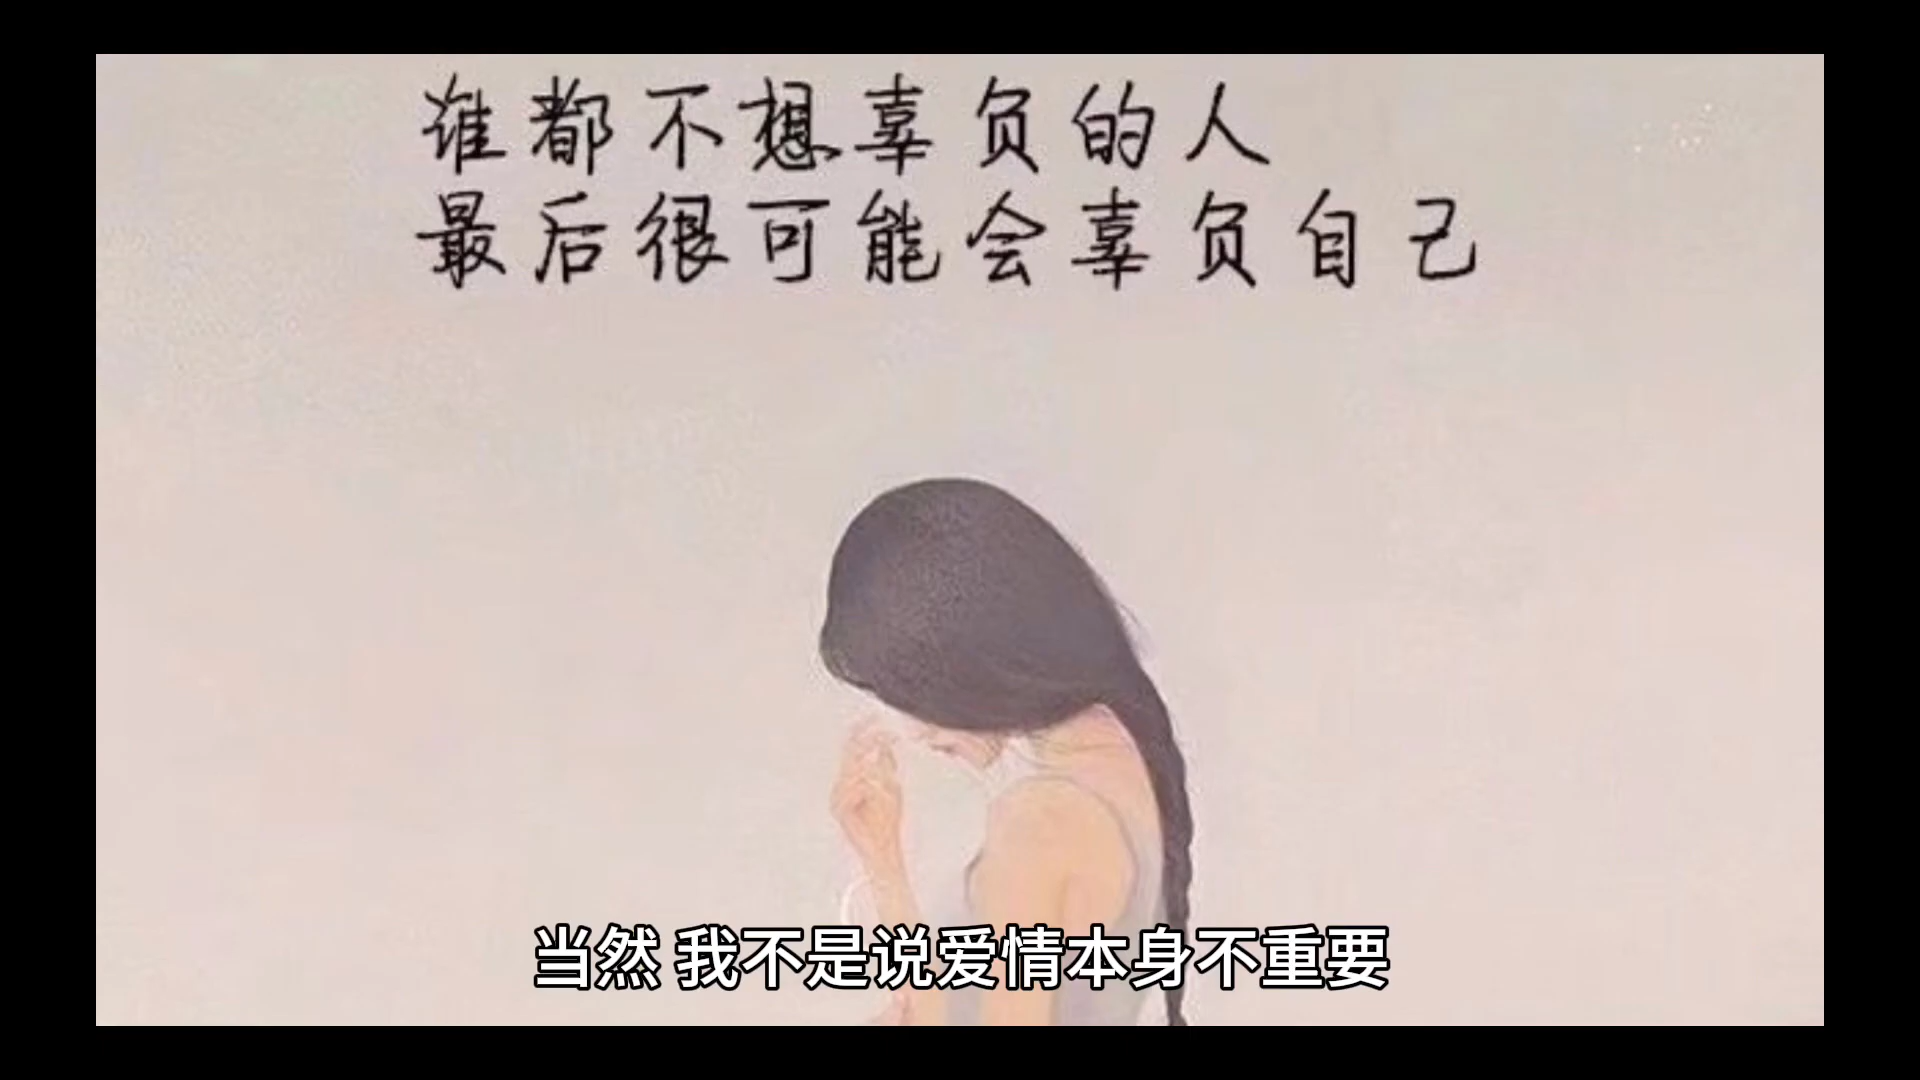 谁都不想辜负的人
最后很可能会辜负自己
当然 我不是说爱情本身不重要